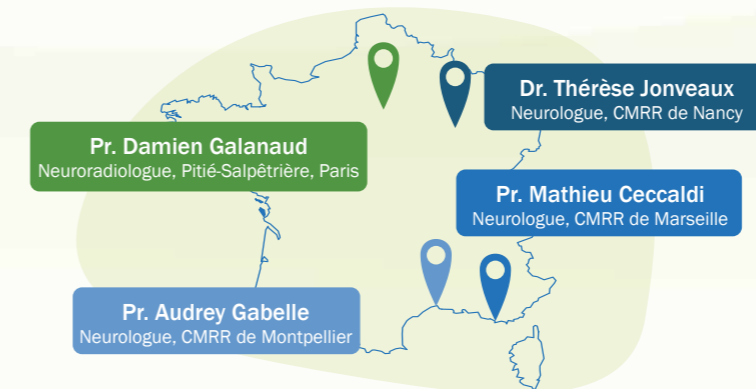 Dr. Thérèse Jonveaux
Neurologue, CMRR de Nancy
Pr. Damien Galanaud
Neuroradiologue, Pitié-Salpêtrière, Paris
Pr. Mathieu Ceccaldi
Neurologue, CMRR de Marseille
Pr. Audrey Gabelle
Neurologue, CMRR de Montpellier